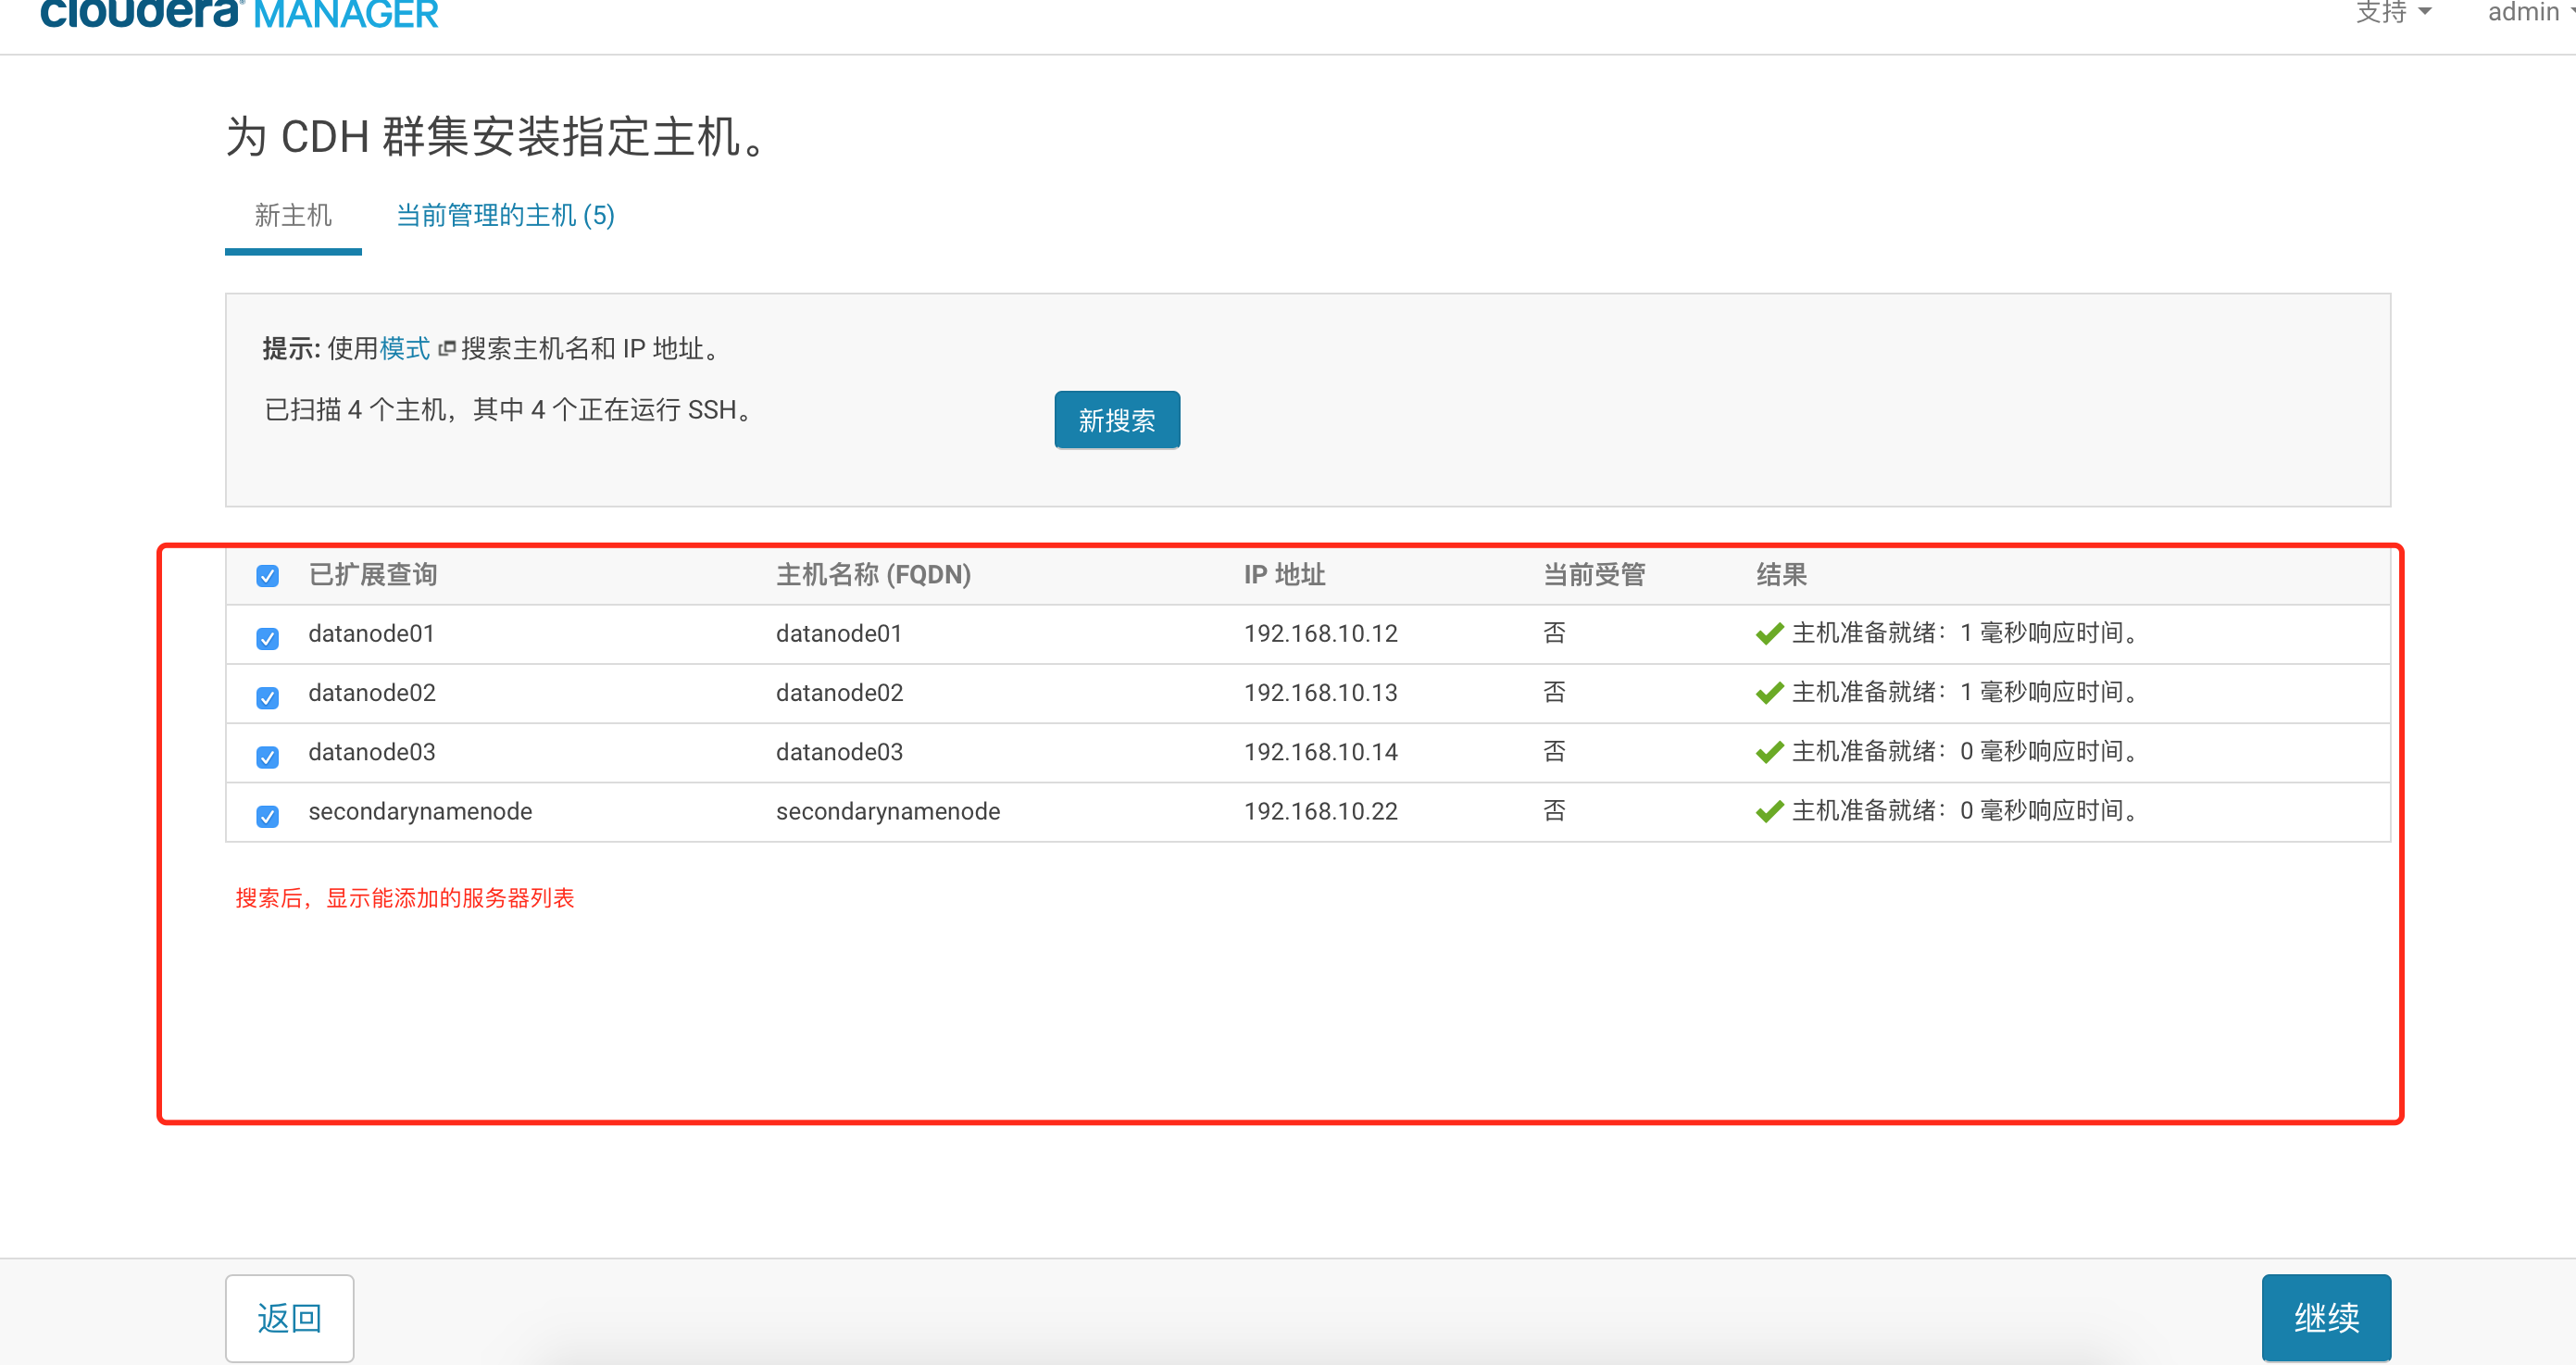 cloudera MANAGER
支持 admin
为 CDH 群集安装指定主机。
新主机 当前管理的主机 (5)
提示: 使用模式 搜索主机名和 IP 地址。
已扫描 4 个主机，其中 4 个正在运行 SSH。
新搜索
已扩展查询 主机名称 (FQDN) IP 地址 当前受管 结果
datanode01 datanode01 192.168.10.12 否 主机准备就绪：1 毫秒响应时间。
datanode02 datanode02 192.168.10.13 否 主机准备就绪：1 毫秒响应时间。
datanode03 datanode03 192.168.10.14 否 主机准备就绪：0 毫秒响应时间。
secondarynamenode secondarynamenode 192.168.10.22 否 主机准备就绪：0 毫秒响应时间。
搜索后，显示能添加的服务器列表
返回 继续